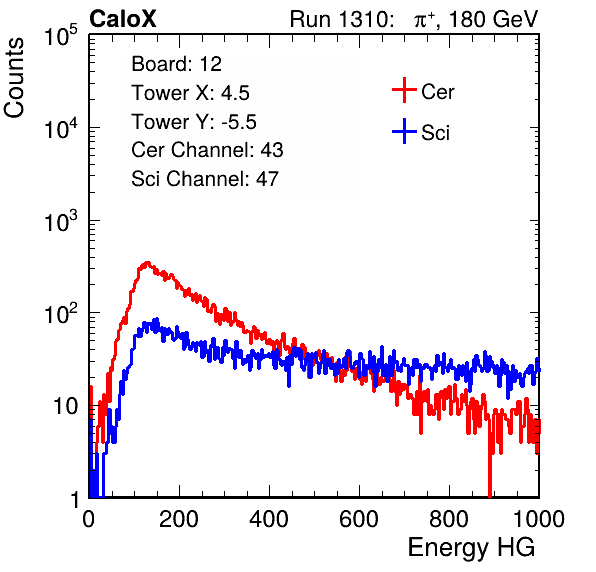 CaloX Run 1310: π⁺, 180 GeV
Counts
10⁵
10⁴
10³
10²
10
1
Board: 12
Tower X: 4.5
Tower Y: -5.5
Cer Channel: 43
Sci Channel: 47
Cer
Sci
0 200 400 600 800 1000
Energy HG